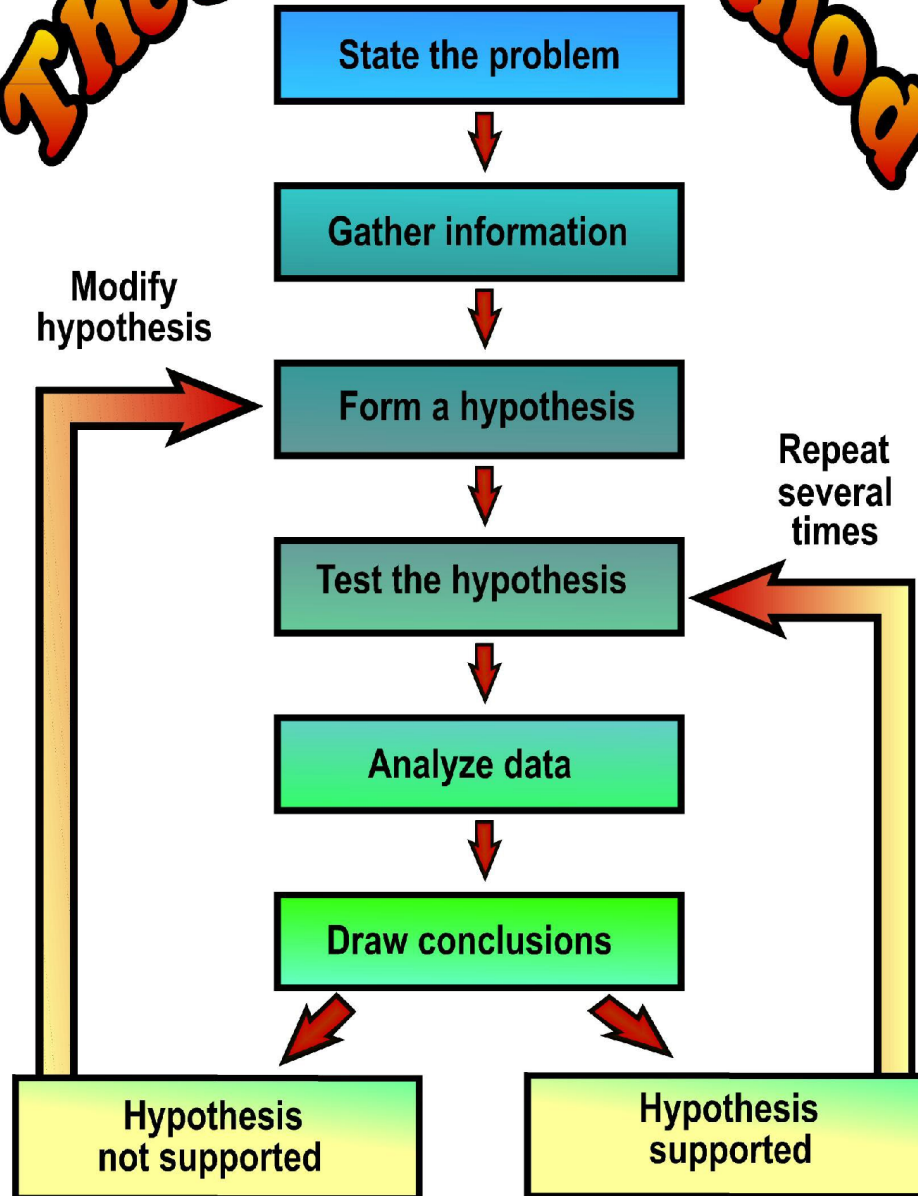 The
State the problem
Gather information
Modify
hypothesis
Form a hypothesis
Repeat
several
times
Test the hypothesis
Analyze data
Draw conclusions
Hypothesis
not supported
Hypothesis
supported